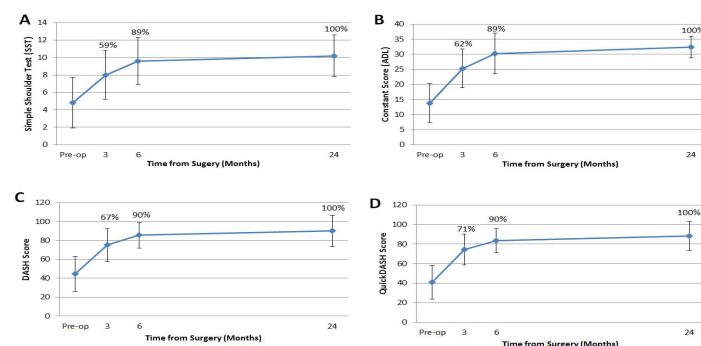 A
Simple Shoulder Test (SST)
14
12
10
8
6
4
2
0
59%
89%
100%
Pre-op 3 6 24
Time from Sugery (Months)
B
Constant Score (ADL)
40
35
30
25
20
15
10
5
0
62%
89%
100%
Pre-op 3 6 24
Time from Surgery (Months)
C
DASH Score
120
100
80
60
40
20
0
67%
90%
100%
Pre-op 3 6 24
Time from Surgery (Months)
D
QuickDASH Score
120
100
80
60
40
20
0
71%
90%
100%
Pre-op 3 6 24
Time from Surgery (Months)